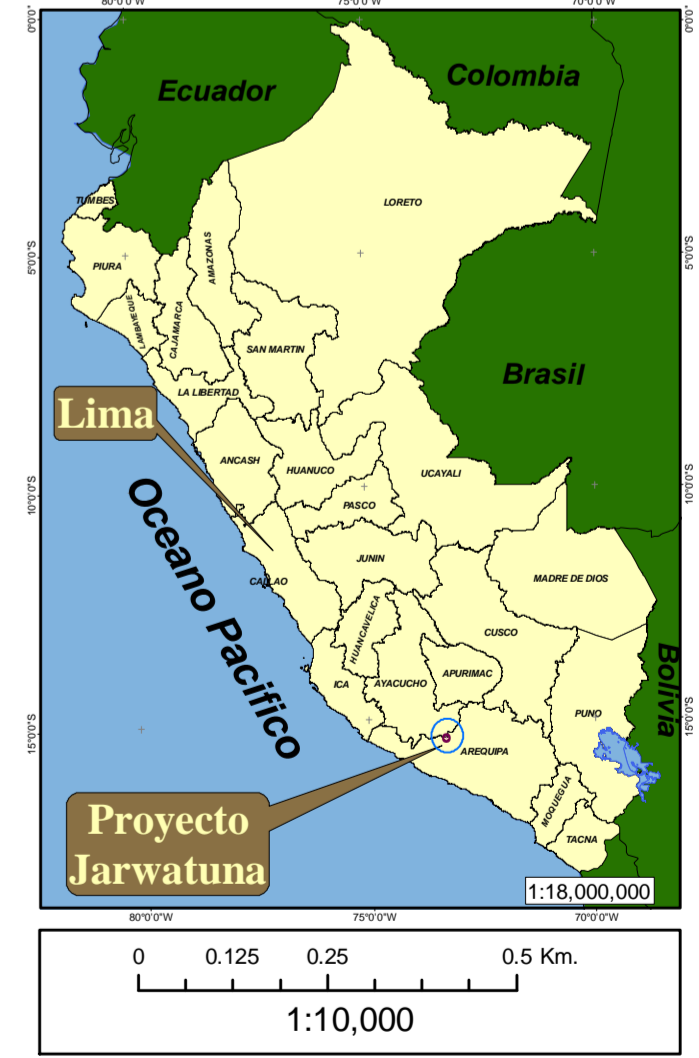 80°0'0"W
75°0'0"W
70°0'0"W
0°0'0"
0°0'0"
Colombia
Ecuador
TUMBES
LORETO
AMAZONAS
5°0'0"S
5°0'0"S
PIURA
LAMBAYEQUE
CAJAMARCA
SAN MARTIN
Brasil
LA LIBERTAD
Lima
ANCASH
HUANUCO
UCAYALI
10°0'0"S
10°0'0"S
PASCO
Oceano Pacifico
JUNIN
CALLAO
MADRE DE DIOS
HUANCAVELICA
CUSCO
Bolivia
ICA
AYACUCHO
APURIMAC
PUNO
15°0'0"S
15°0'0"S
AREQUIPA
MOQUEGUA
Proyecto
Jarwatuna
TACNA
1:18,000,000
80°0'0"W
75°0'0"W
70°0'0"W
0 0.125 0.25 0.5 Km.
1:10,000